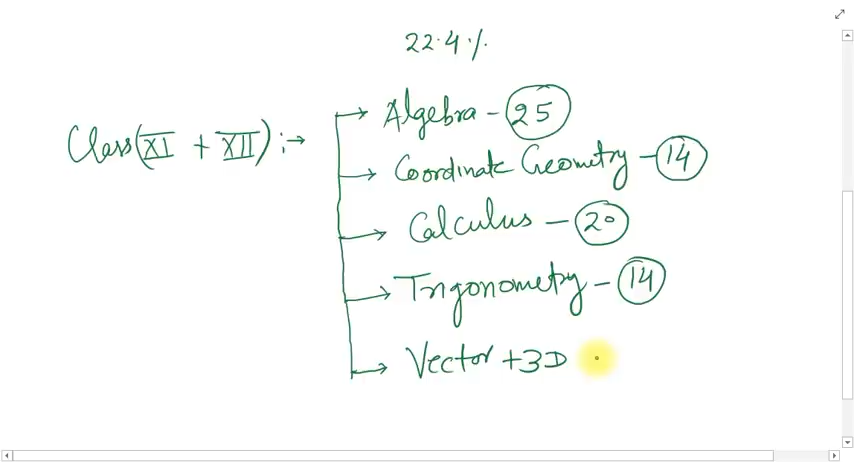 22.4%
Algebra - 25
Class (XI + XII) :→
Coordinate Geometry - 14
Calculus - 20
Trigonometry - 14
Vector + 3D